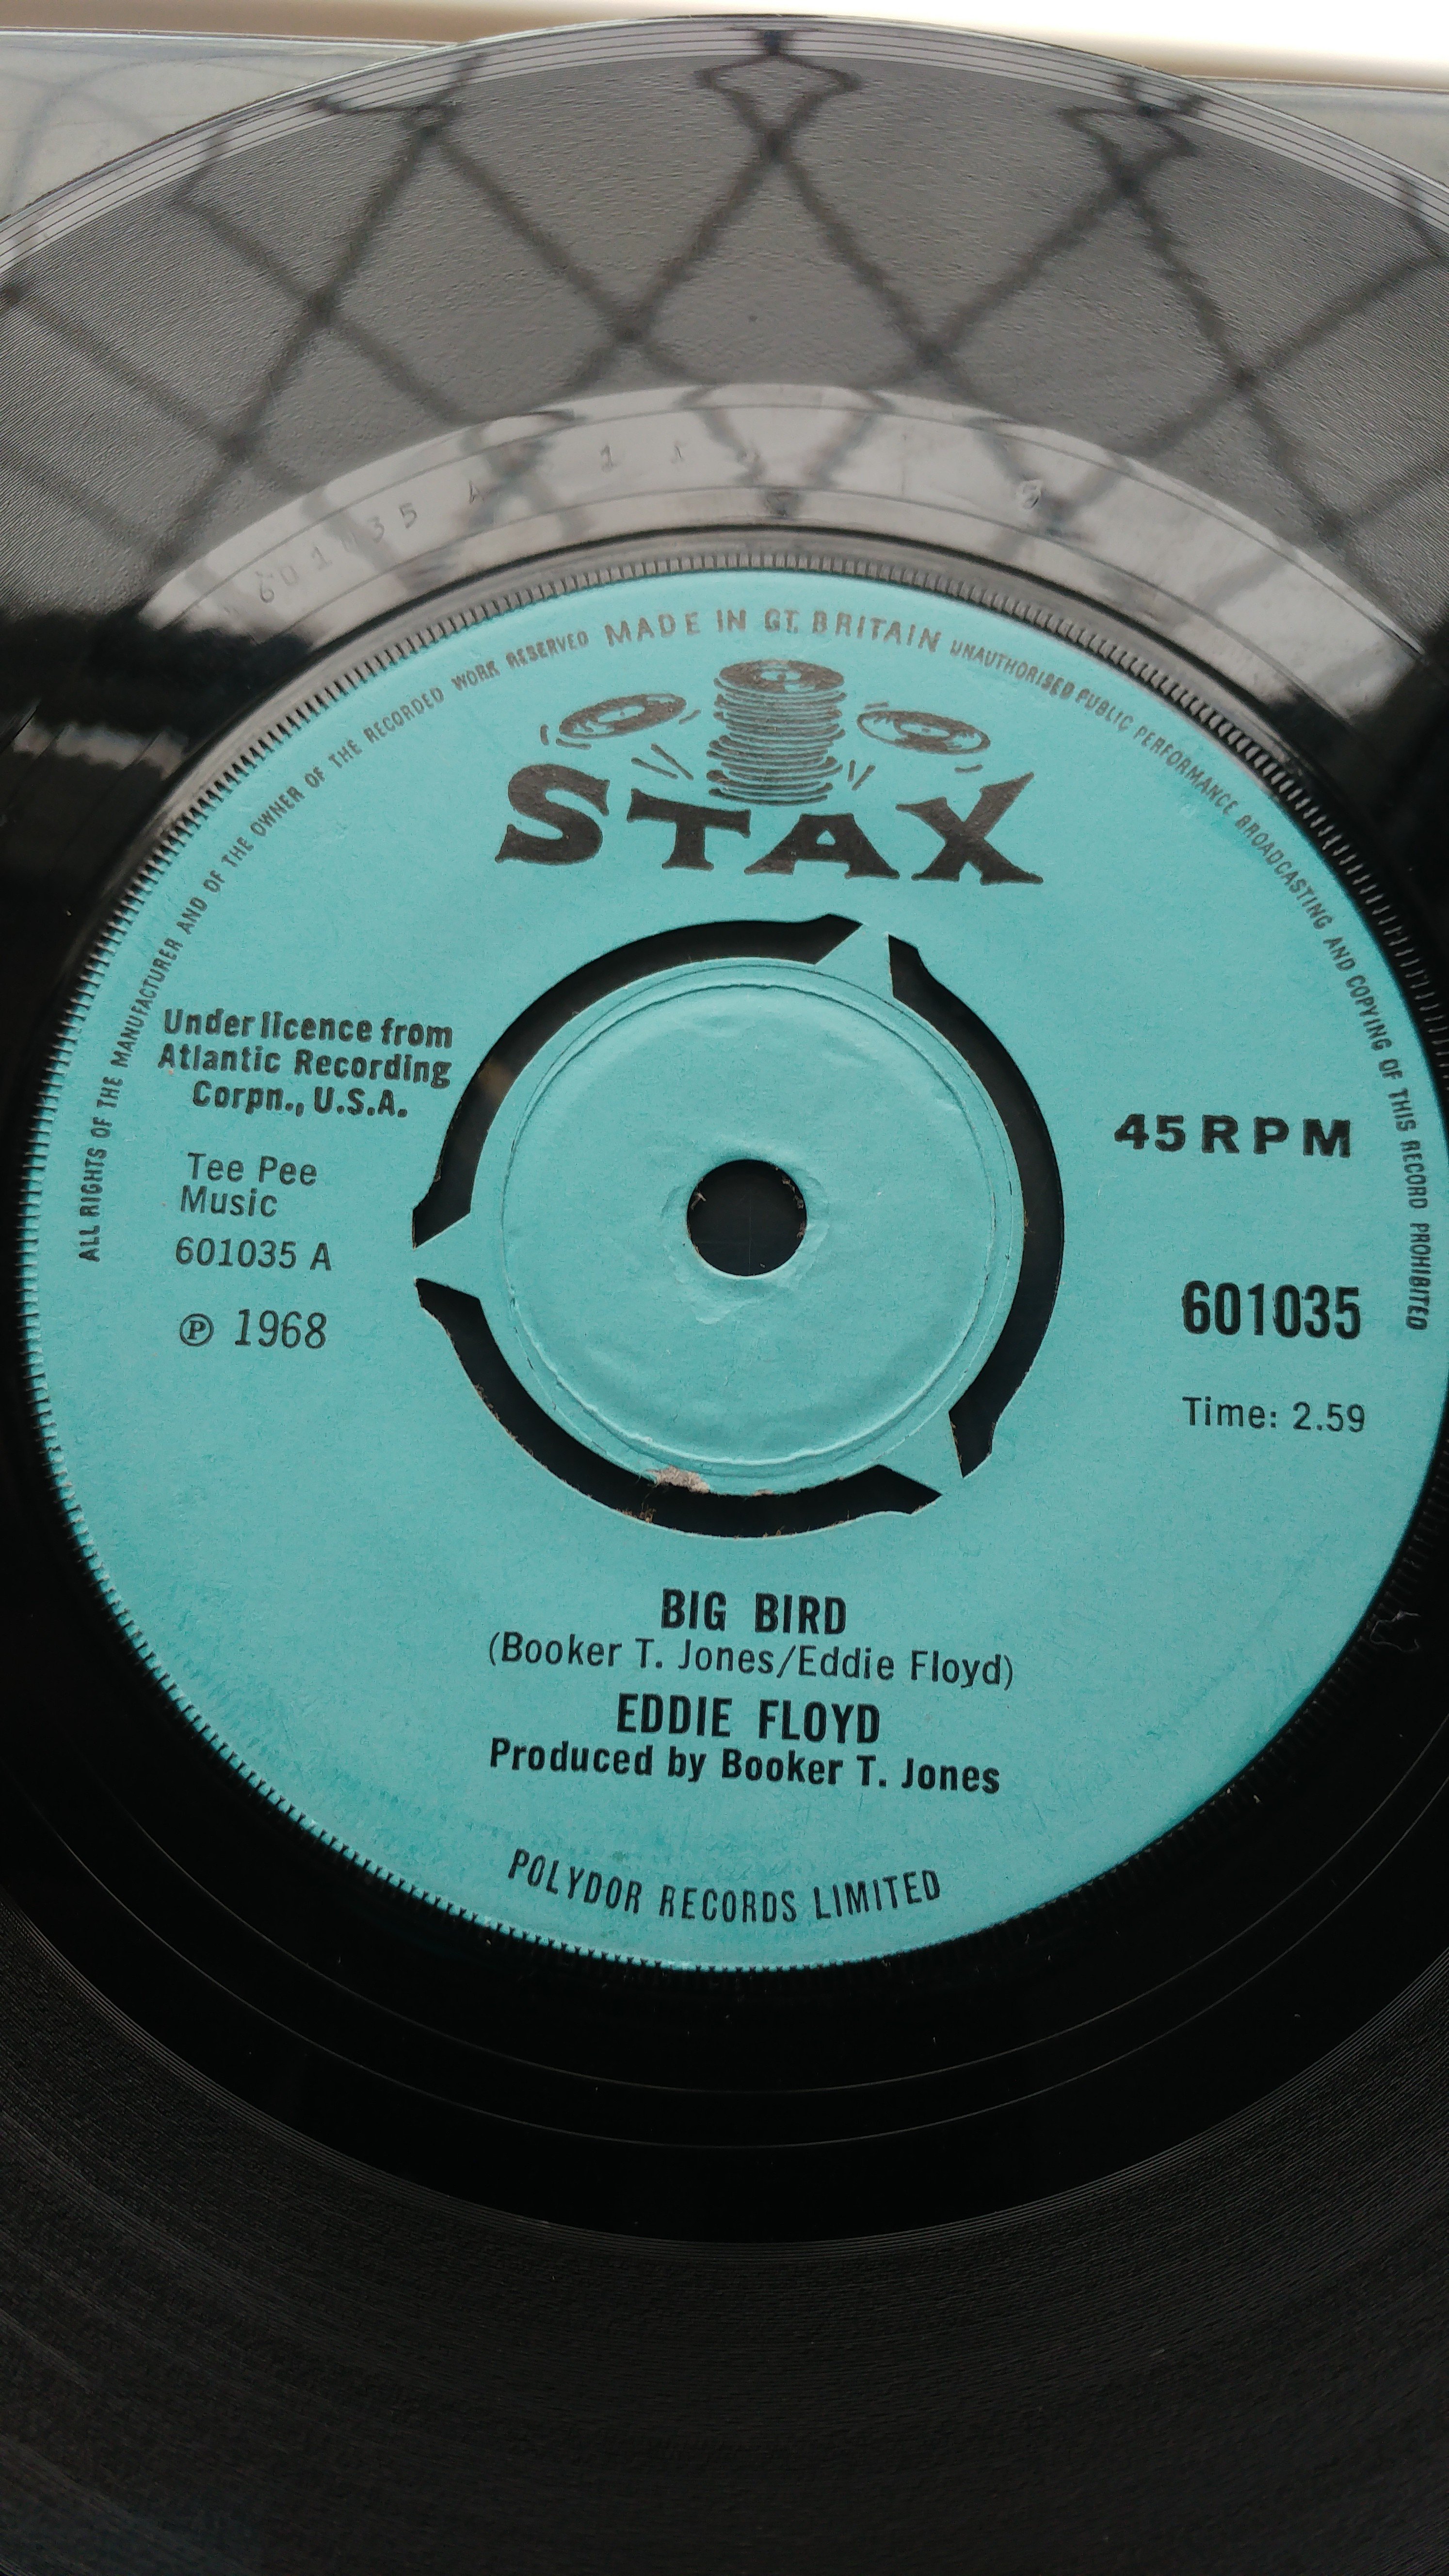 601035 A
ALL RIGHTS OF THE MANUFACTURER AND OF THE OWNER OF THE RECORDED WORK RESERVED MADE IN GT. BRITAIN UNAUTHORISED PUBLIC PERFORMANCE BROADCASTING AND COPYING OF THIS RECORD PROHIBITED
STAX
Under licence from
Atlantic Recording
Corpn., U.S.A.
Tee Pee
Music
601035 A
℗ 1968
45 RPM
601035
Time: 2.59
BIG BIRD
(Booker T. Jones/Eddie Floyd)
EDDIE FLOYD
Produced by Booker T. Jones
POLYDOR RECORDS LIMITED